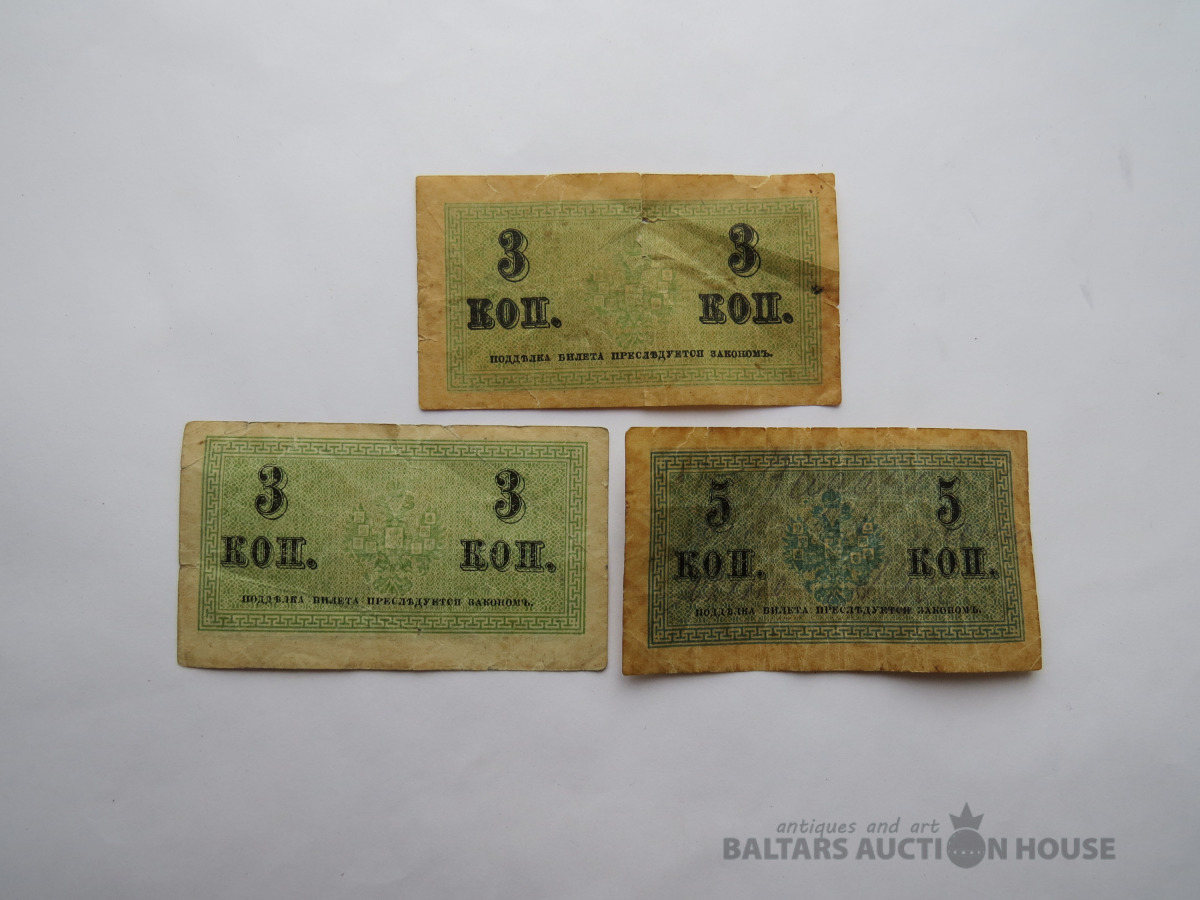 3 3
КОП. КОП.
ПОДДѢЛКА БИЛЕТА ПРЕСЛѢДУЕТСЯ ЗАКОНОМЪ.
3 3
КОП. КОП.
ПОДДѢЛКА БИЛЕТА ПРЕСЛѢДУЕТСЯ ЗАКОНОМЪ.
5 5
КОП. КОП.
ПОДДѢЛКА БИЛЕТА ПРЕСЛѢДУЕТСЯ ЗАКОНОМЪ.
antiques and art
BALTARS AUCTION HOUSE